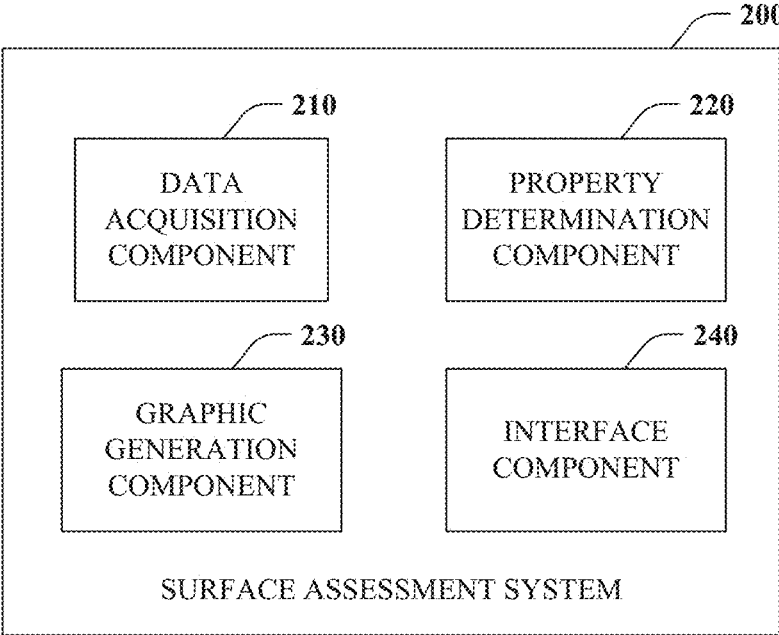 200
210
220
DATA
ACQUISITION
COMPONENT
PROPERTY
DETERMINATION
COMPONENT
230
240
GRAPHIC
GENERATION
COMPONENT
INTERFACE
COMPONENT
SURFACE ASSESSMENT SYSTEM